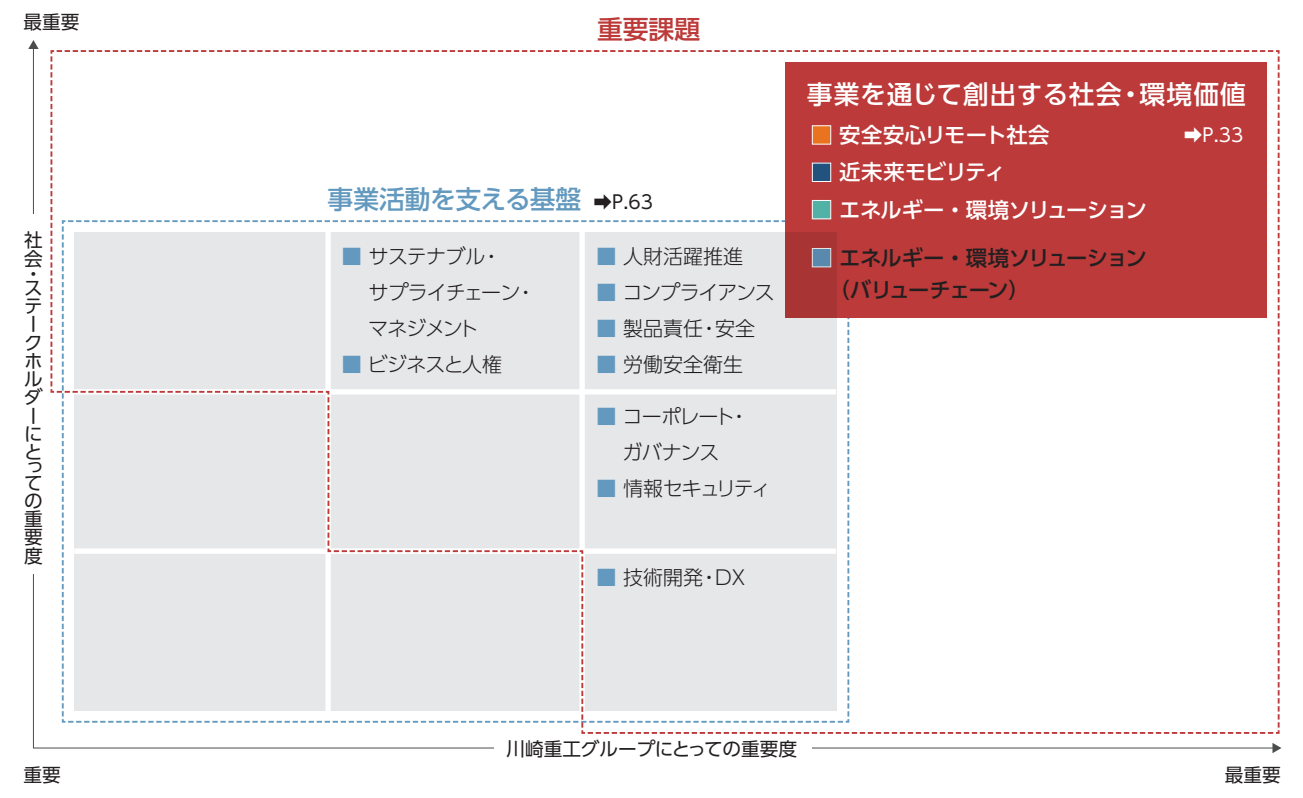 最重要
重要課題
事業を通じて創出する社会・環境価値
安全安心リモート社会 ➡P.33
近未来モビリティ
エネルギー・環境ソリューション
エネルギー・環境ソリューション
（バリューチェーン）
事業活動を支える基盤 ➡P.63
サステナブル・
サプライチェーン・
マネジメント
ビジネスと人権
人財活躍推進
コンプライアンス
製品責任・安全
労働安全衛生
コーポレート・
ガバナンス
情報セキュリティ
技術開発・DX
社会・ステークホルダーにとっての重要度
川崎重工グループにとっての重要度
重要
最重要